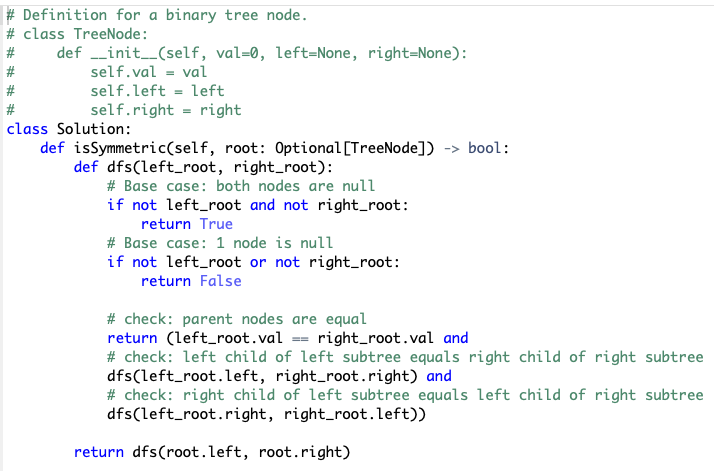 # Definition for a binary tree node.
# class TreeNode:
#     def __init__(self, val=0, left=None, right=None):
#         self.val = val
#         self.left = left
#         self.right = right
class Solution:
    def isSymmetric(self, root: Optional[TreeNode]) -> bool:
        def dfs(left_root, right_root):
            # Base case: both nodes are null
            if not left_root and not right_root:
                return True
            # Base case: 1 node is null
            if not left_root or not right_root:
                return False

            # check: parent nodes are equal
            return (left_root.val == right_root.val and
            # check: left child of left subtree equals right child of right subtree
            dfs(left_root.left, right_root.right) and
            # check: right child of left subtree equals left child of right subtree
            dfs(left_root.right, right_root.left))

        return dfs(root.left, root.right)